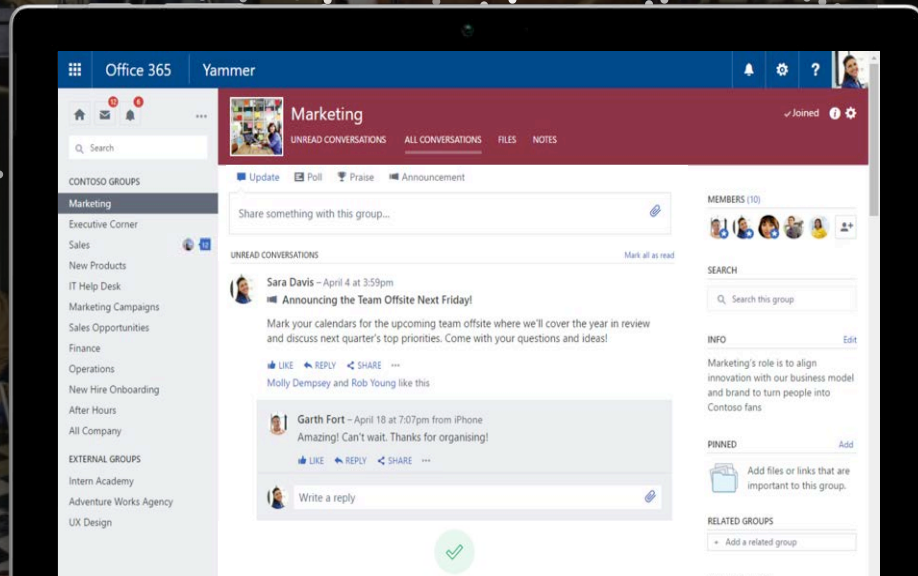 Office 365
Yammer
12
6
Search
CONTOSO GROUPS
Marketing
Executive Corner
Sales
12
New Products
IT Help Desk
Marketing Campaigns
Sales Opportunities
Finance
Operations
New Hire Onboarding
After Hours
All Company
EXTERNAL GROUPS
Intern Academy
Adventure Works Agency
UX Design
Marketing
UNREAD CONVERSATIONS ALL CONVERSATIONS FILES NOTES
✓Joined
Update Poll Praise Announcement
Share something with this group...
UNREAD CONVERSATIONS Mark all as read
Sara Davis – April 4 at 3:59pm
Announcing the Team Offsite Next Friday!
Mark your calendars for the upcoming team offsite where we'll cover the year in review
and discuss next quarter's top priorities. Come with your questions and ideas!
LIKE REPLY SHARE ···
Molly Dempsey and Rob Young like this
Garth Fort – April 18 at 7:07pm from iPhone
Amazing! Can't wait. Thanks for organising!
LIKE REPLY SHARE ···
Write a reply
MEMBERS (10)
SEARCH
Search this group
INFO Edit
Marketing's role is to align
innovation with our business model
and brand to turn people into
Contoso fans
PINNED Add
Add files or links that are
important to this group.
RELATED GROUPS
+ Add a related group